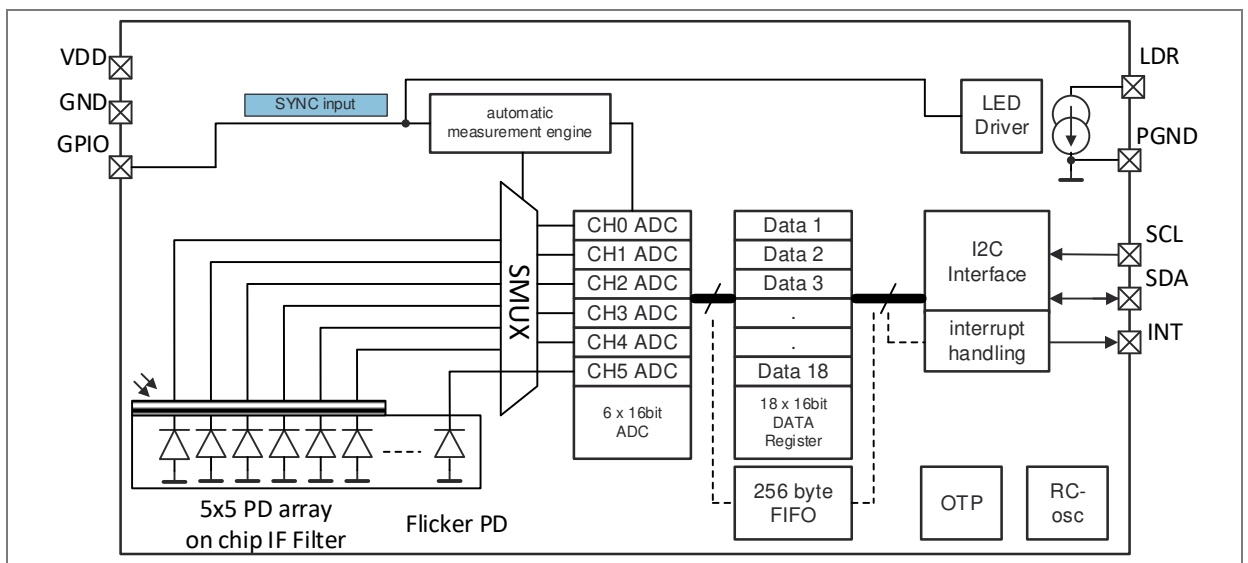 VDD
GND
GPIO
SYNC input
automatic
measurement engine
LED
Driver
LDR
PGND
SMUX
CH0 ADC
CH1 ADC
CH2 ADC
CH3 ADC
CH4 ADC
CH5 ADC
6 x 16bit
ADC
Data 1
Data 2
Data 3
.
.
Data 18
18 x 16bit
DATA
Register
256 byte
FIFO
I2C
Interface
interrupt
handling
SCL
SDA
INT
OTP
RC-
osc
5x5 PD array
on chip IF Filter
Flicker PD